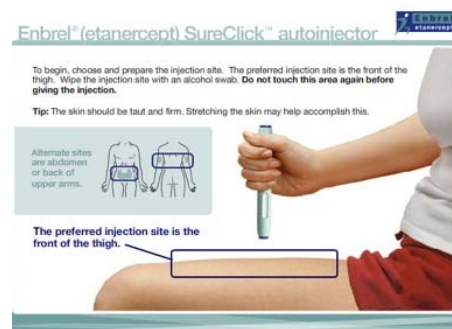 Enbrel® (etanercept) SureClick™ autoinjector
Enbrel®
etanercept
To begin, choose and prepare the injection site. The preferred injection site is the front of the
thigh. Wipe the injection site with an alcohol swab. Do not touch this area again before
giving the injection.
Tip: The skin should be taut and firm. Stretching the skin may help accomplish this.
Alternate sites
are abdomen
or back of
upper arms.
The preferred injection site is the
front of the thigh.